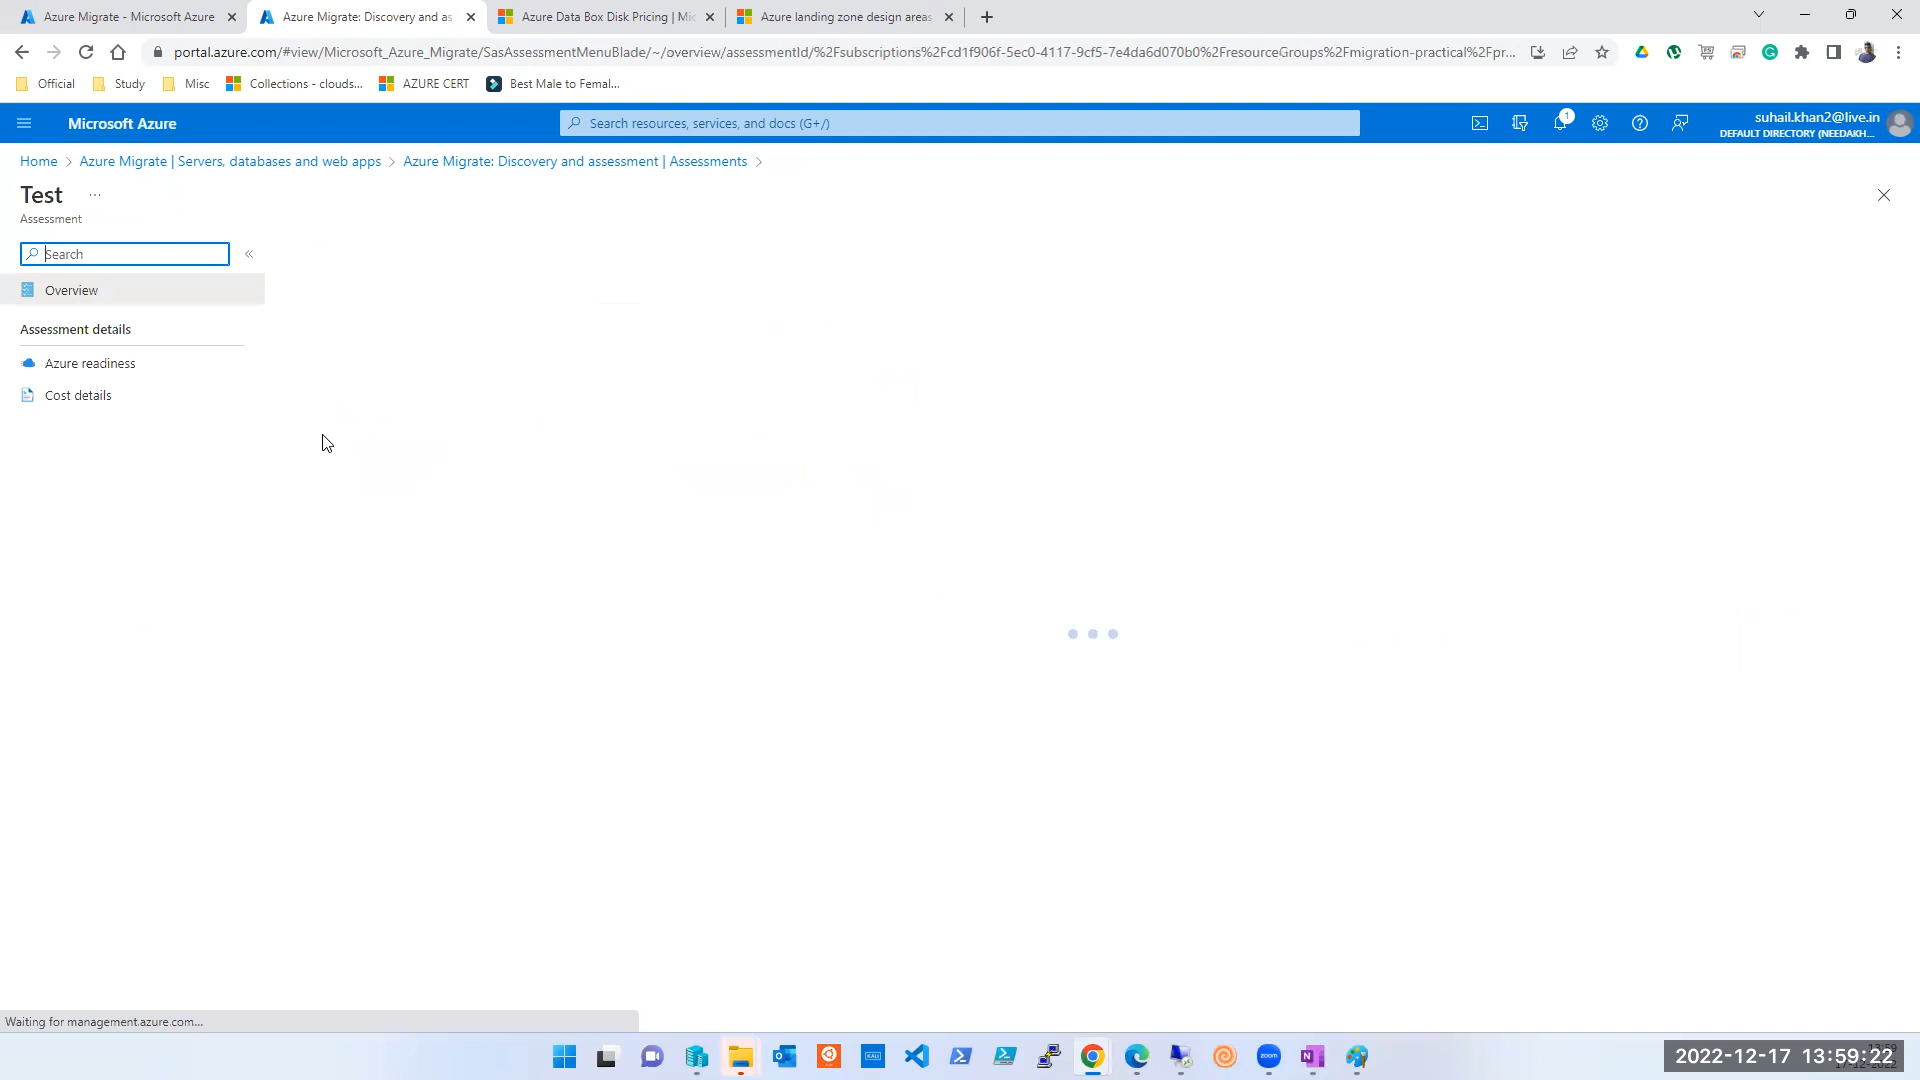 Azure Migrate - Microsoft Azure
Azure Migrate: Discovery and as
Azure Data Box Disk Pricing | Mic
Azure landing zone design areas
portal.azure.com/#view/Microsoft_Azure_Migrate/SasAssessmentMenuBlade/~/overview/assessmentId/%2Fsubscriptions%2Fcd1f906f-5ec0-4117-9cf5-7e4da6d070b0%2FresourceGroups%2Fmigration-practical%2Fpr...
Official
Study
Misc
Collections - clouds...
AZURE CERT
Best Male to Femal...
Microsoft Azure
Search resources, services, and docs (G+/)
1
suhail.khan2@live.in
DEFAULT DIRECTORY (NEEDAKH...
Home > Azure Migrate | Servers, databases and web apps > Azure Migrate: Discovery and assessment | Assessments >
Test ...
Assessment
Search
Overview
Assessment details
Azure readiness
Cost details
Waiting for management.azure.com...
KALI
zoom
2022-12-17 13:59:22